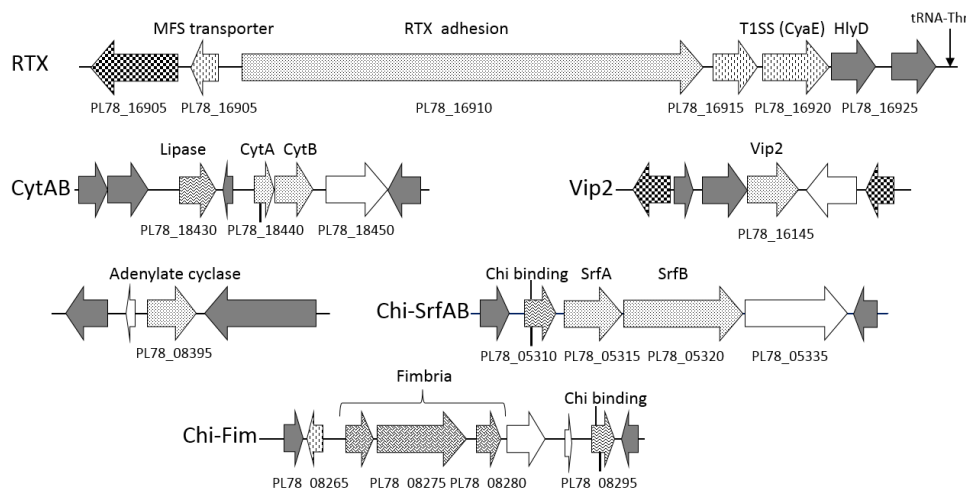 tRNA-Thr
MFS transporter RTX adhesion T1SS (CyaE) HlyD
RTX
PL78_16905 PL78_16905 PL78_16910 PL78_16915 PL78_16920 PL78_16925
Lipase CytA CytB Vip2
CytAB Vip2
PL78_18430 PL78_18440 PL78_18450 PL78_16145
Adenylate cyclase Chi binding SrfA SrfB
Chi-SrfAB
PL78_08395 PL78_05310 PL78_05315 PL78_05320 PL78_05335
Fimbria
Chi binding
Chi-Fim
PL78_08265 PL78_08275 PL78_08280 PL78_08295